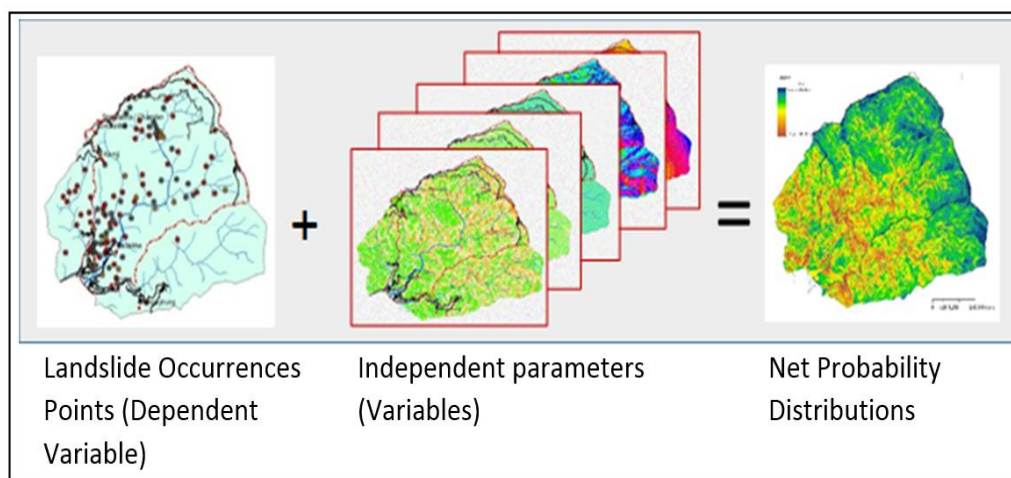 +
=
Landslide Occurrences
Points (Dependent
Variable)
Independent parameters
(Variables)
Net Probability
Distributions